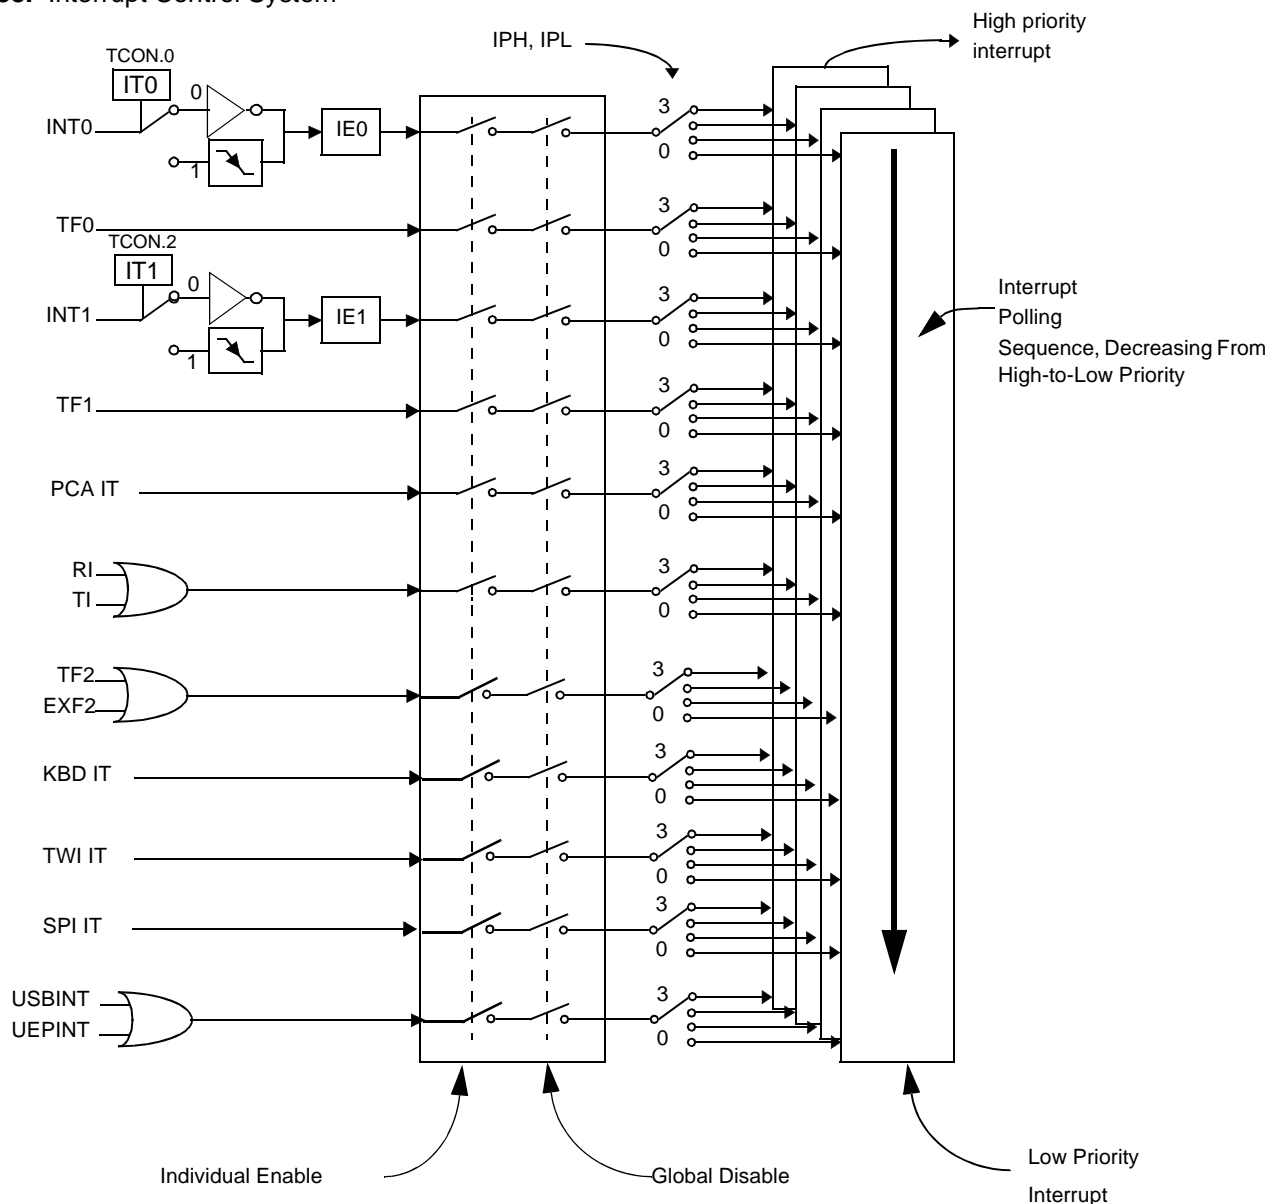 Interrupt Control System
High priority
interrupt
IPH, IPL
TCON.0
IT0
0
INT0
1
IE0
3
0
TF0
3
0
TCON.2
IT1
0
INT1
1
IE1
3
0
Interrupt
Polling
Sequence, Decreasing From
High-to-Low Priority
TF1
3
0
PCA IT
3
0
RI
TI
3
0
TF2
EXF2
3
0
KBD IT
3
0
TWI IT
3
0
SPI IT
3
0
USBINT
UEPINT
3
0
Individual Enable
Global Disable
Low Priority
Interrupt